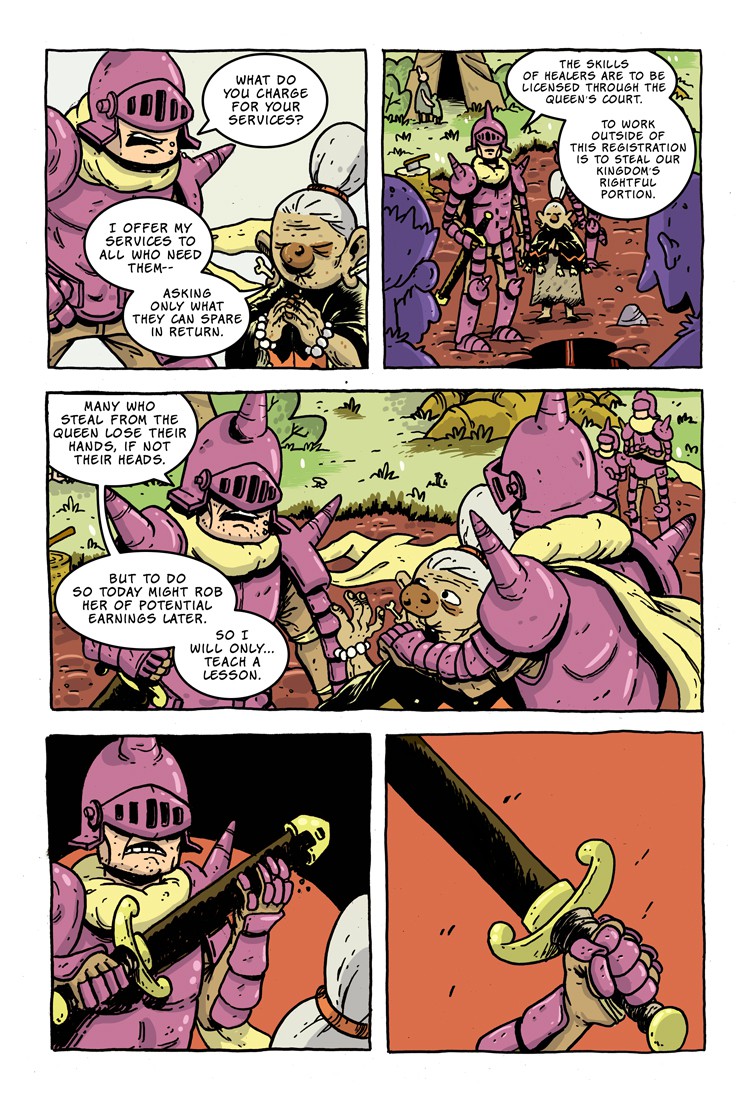 WHAT DO
YOU CHARGE
FOR YOUR
SERVICES?
I OFFER MY
SERVICES TO
ALL WHO NEED
THEM--
ASKING
ONLY WHAT
THEY CAN SPARE
IN RETURN.
THE SKILLS
OF HEALERS ARE TO BE
LICENSED THROUGH THE
QUEEN'S COURT.
TO WORK
OUTSIDE OF
THIS REGISTRATION
IS TO STEAL OUR
KINGDOM'S
RIGHTFUL
PORTION.
MANY WHO
STEAL FROM THE
QUEEN LOSE THEIR
HANDS, IF NOT
THEIR HEADS.
BUT TO DO
SO TODAY MIGHT ROB
HER OF POTENTIAL
EARNINGS LATER.
SO I
WILL ONLY...
TEACH A
LESSON.